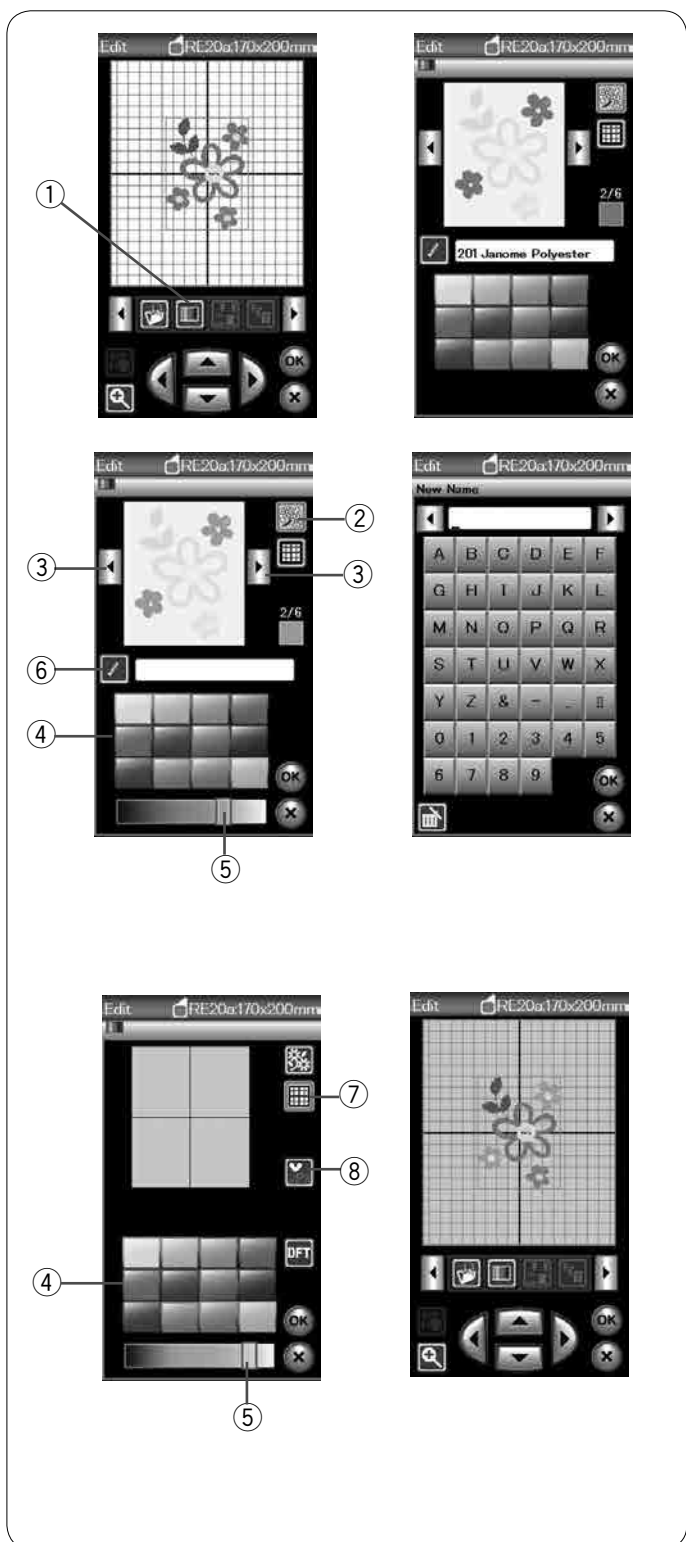 Edit RE20a:170x200mm
①
OK
X
Edit RE20a:170x200mm
2/6
201 Janome Polyester
OK
X
Edit RE20a:170x200mm
②
③
③
2/6
⑥
④
OK
X
⑤
Edit RE20a:170x200mm
New Name
A B C D E F
G H I J K L
M N O P Q R
S T U V W X
Y Z & - _
0 1 2 3 4 5
6 7 8 9
OK
X
Edit RE20a:170x200mm
⑦
⑧
DFT
④
OK
X
⑤
Edit RE20a:170x200mm
OK
X